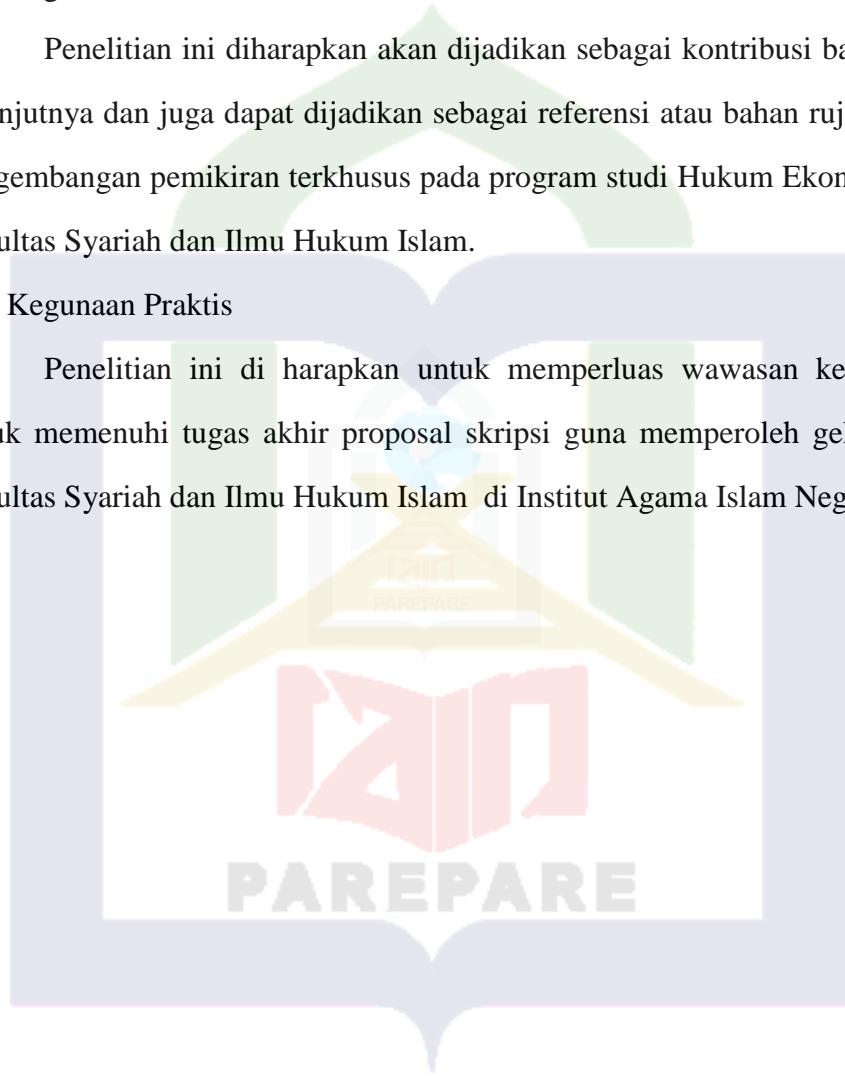 Penelitian ini diharapkan akan dijadikan sebagai kontribusi ba
njutnya dan juga dapat dijadikan sebagai referensi atau bahan ruj
gembangan pemikiran terkhusus pada program studi Hukum Ekon
ultas Syariah dan Ilmu Hukum Islam.
Kegunaan Praktis
Penelitian ini di harapkan untuk memperluas wawasan ke
uk memenuhi tugas akhir proposal skripsi guna memperoleh gel
ultas Syariah dan Ilmu Hukum Islam di Institut Agama Islam Neg
IAIN
PAREPARE
IAIN
PAREPARE